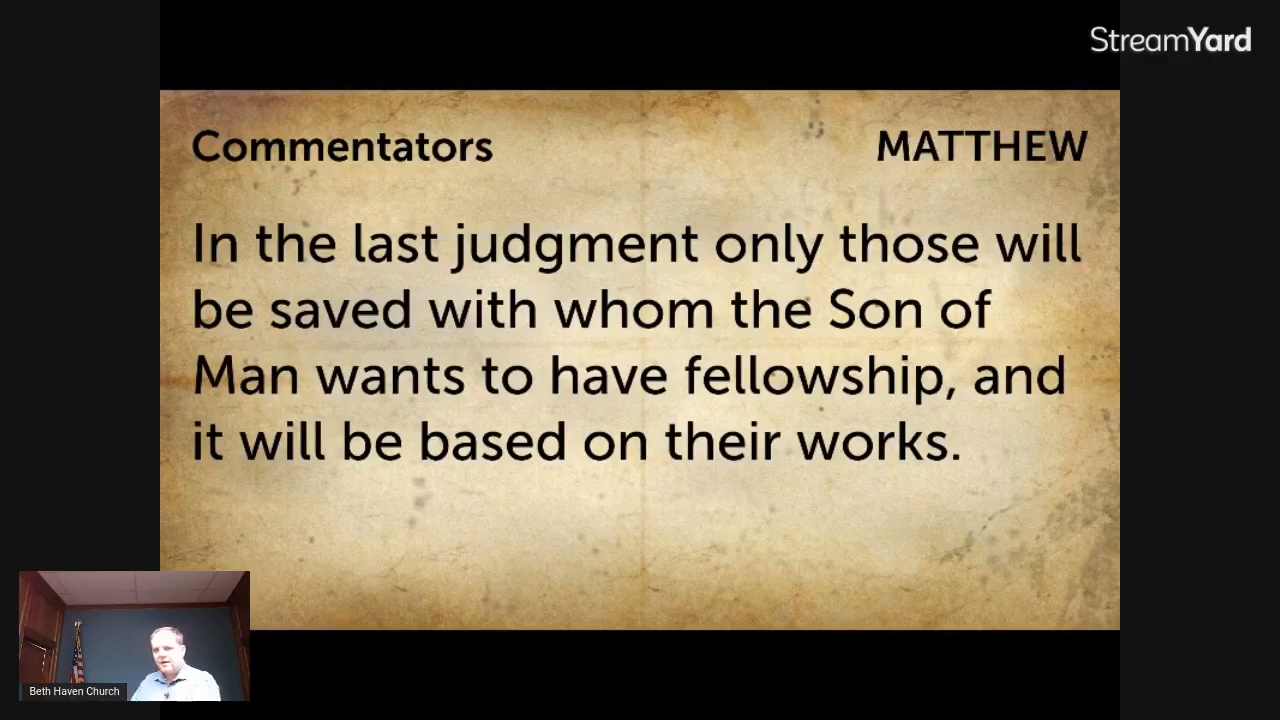 StreamYard
Commentators
MATTHEW
In the last judgment only those will
be saved with whom the Son of
Man wants to have fellowship, and
it will be based on their works.
Beth Haven Church